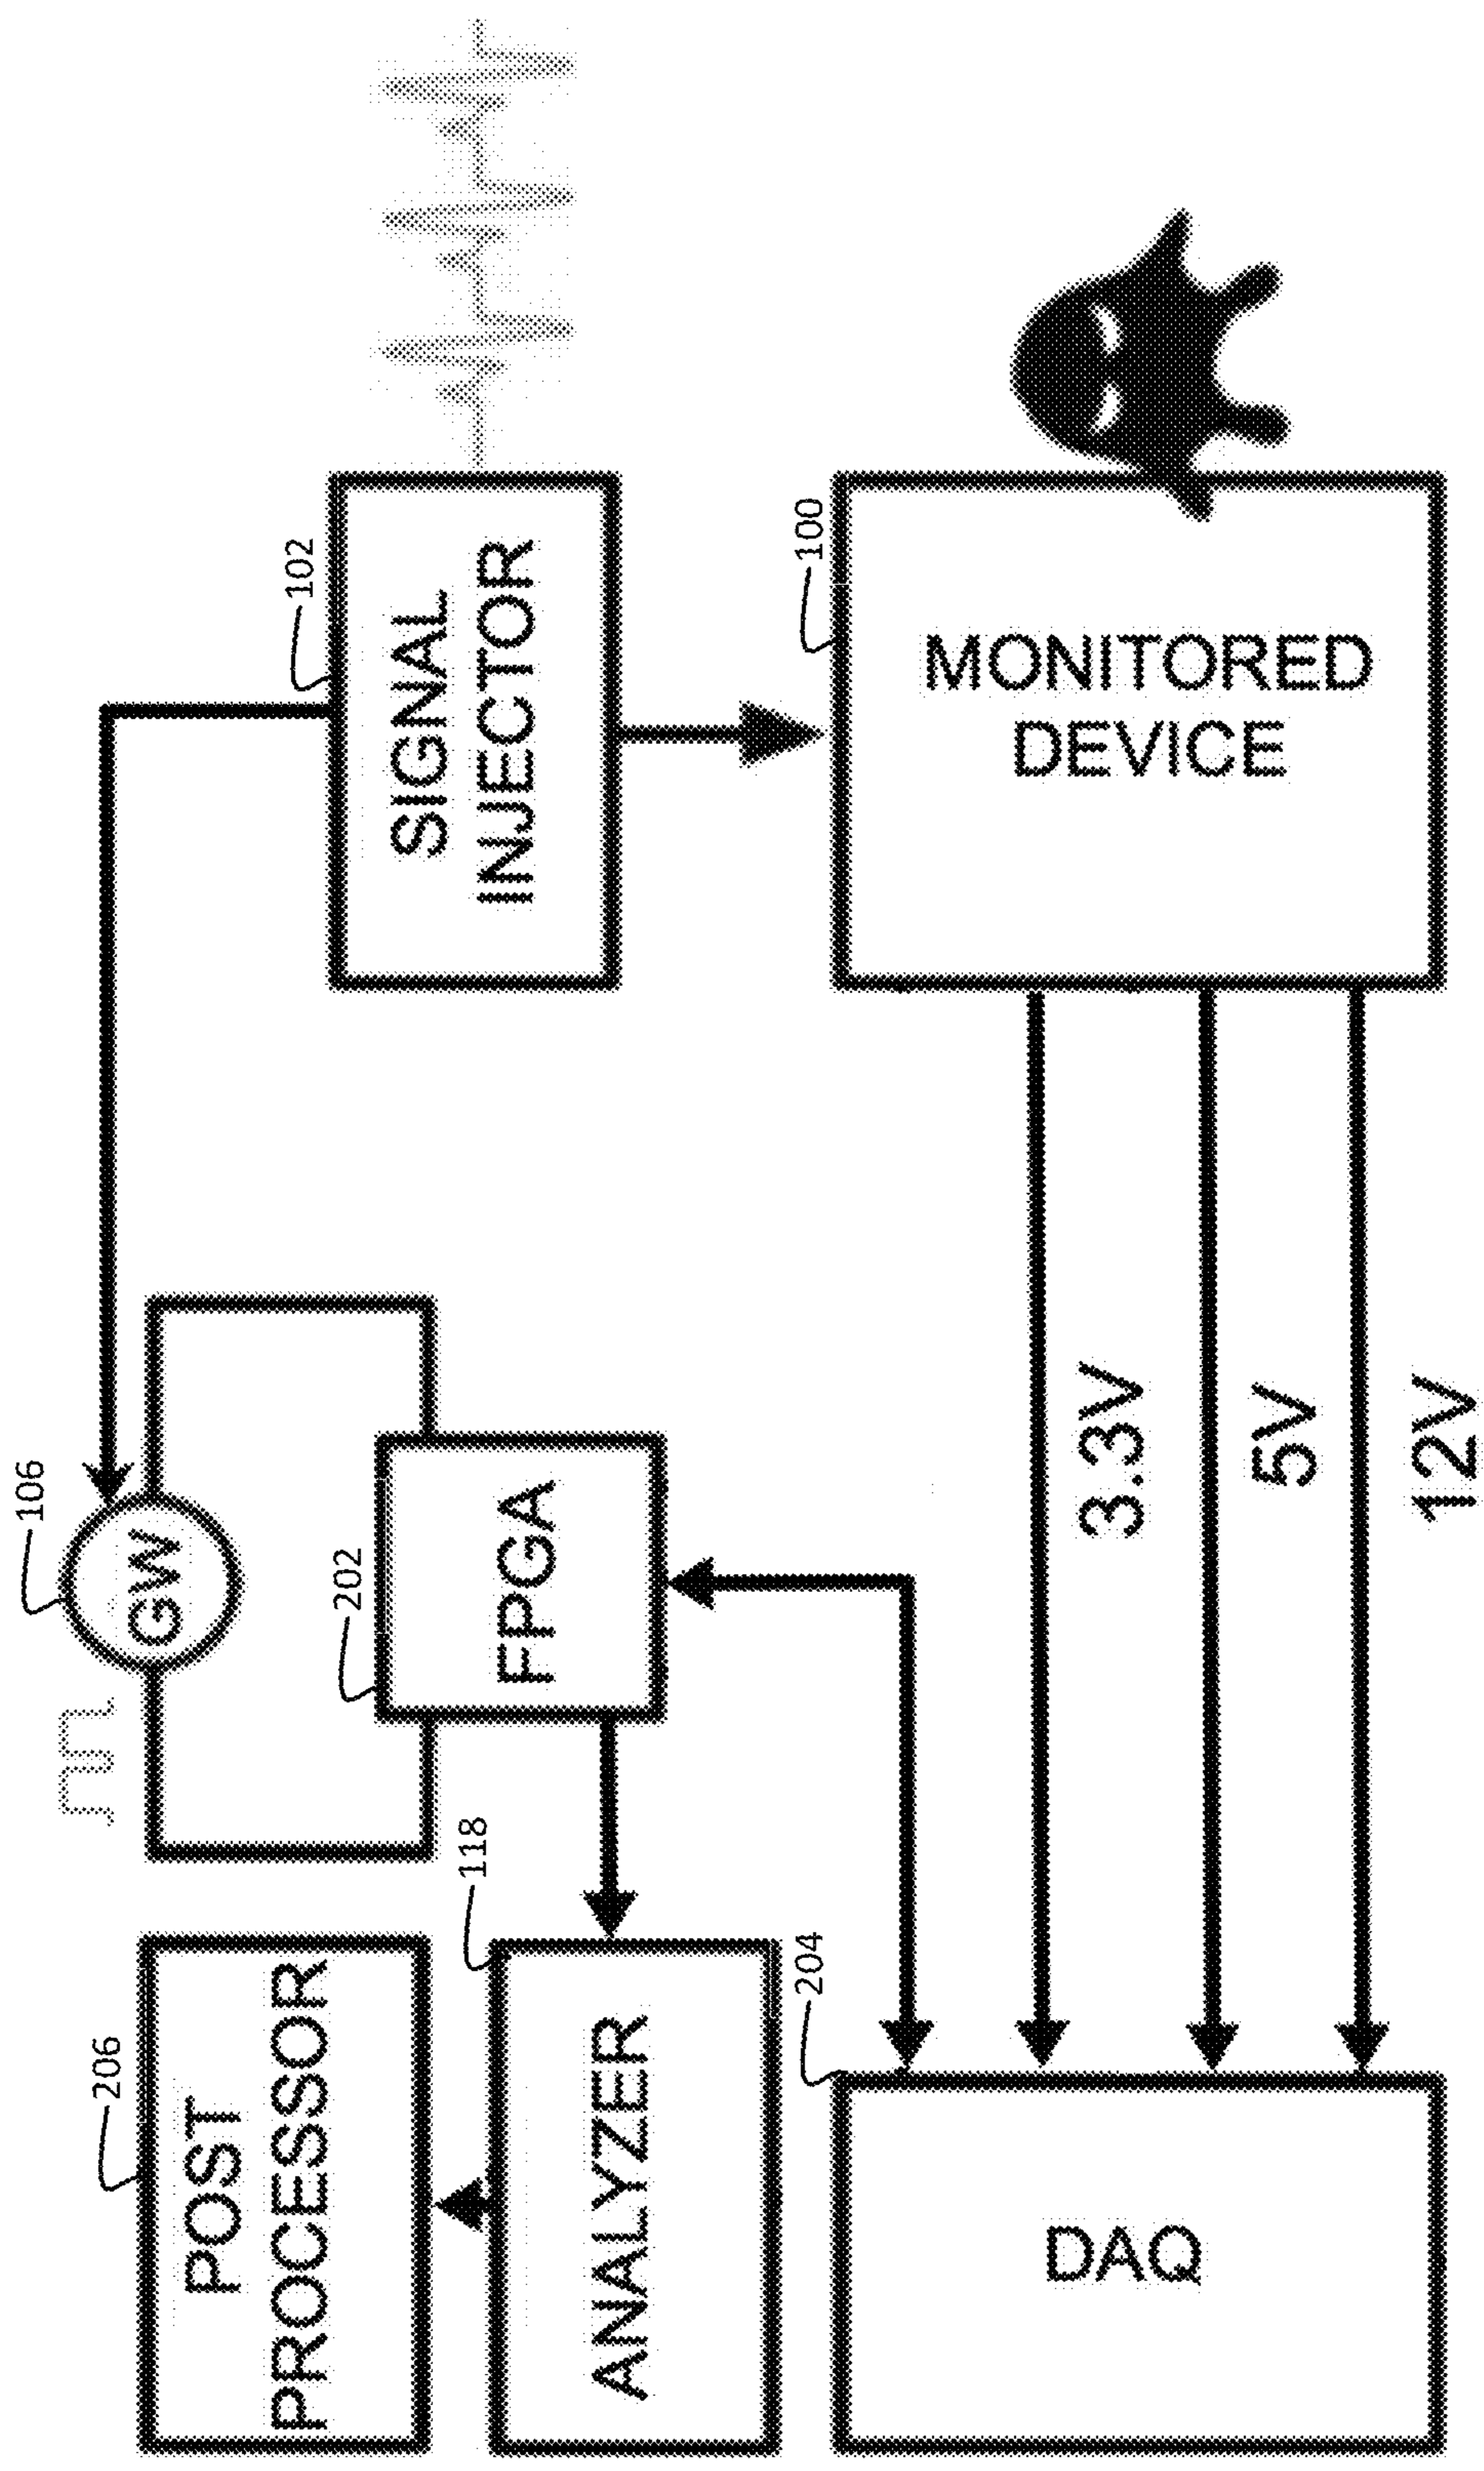 206
POST
PROCESSOR
118
ANALYZER
204
DAQ
106
GW
202
FPGA
3.3V
5V
12V
102
SIGNAL
INJECTOR
100
MONITORED
DEVICE